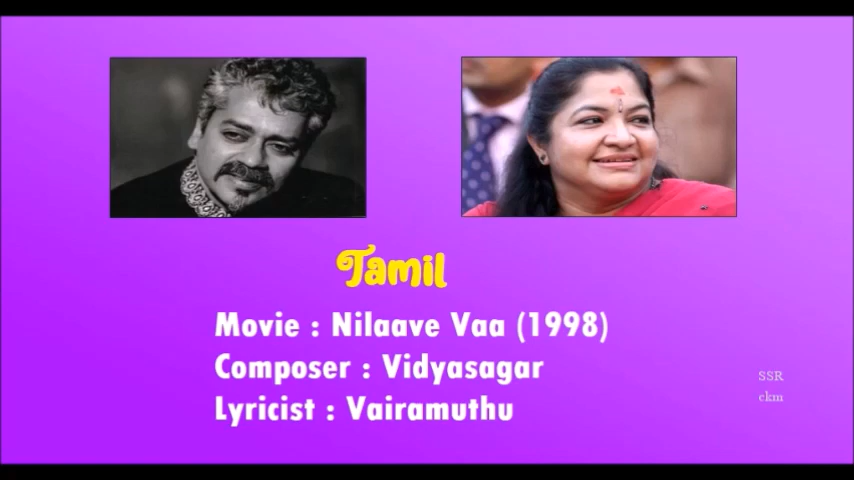 Tamil
Movie : Nilaave Vaa (1998)
Composer : Vidyasagar
Lyricist : Vairamuthu
SSR
ckm